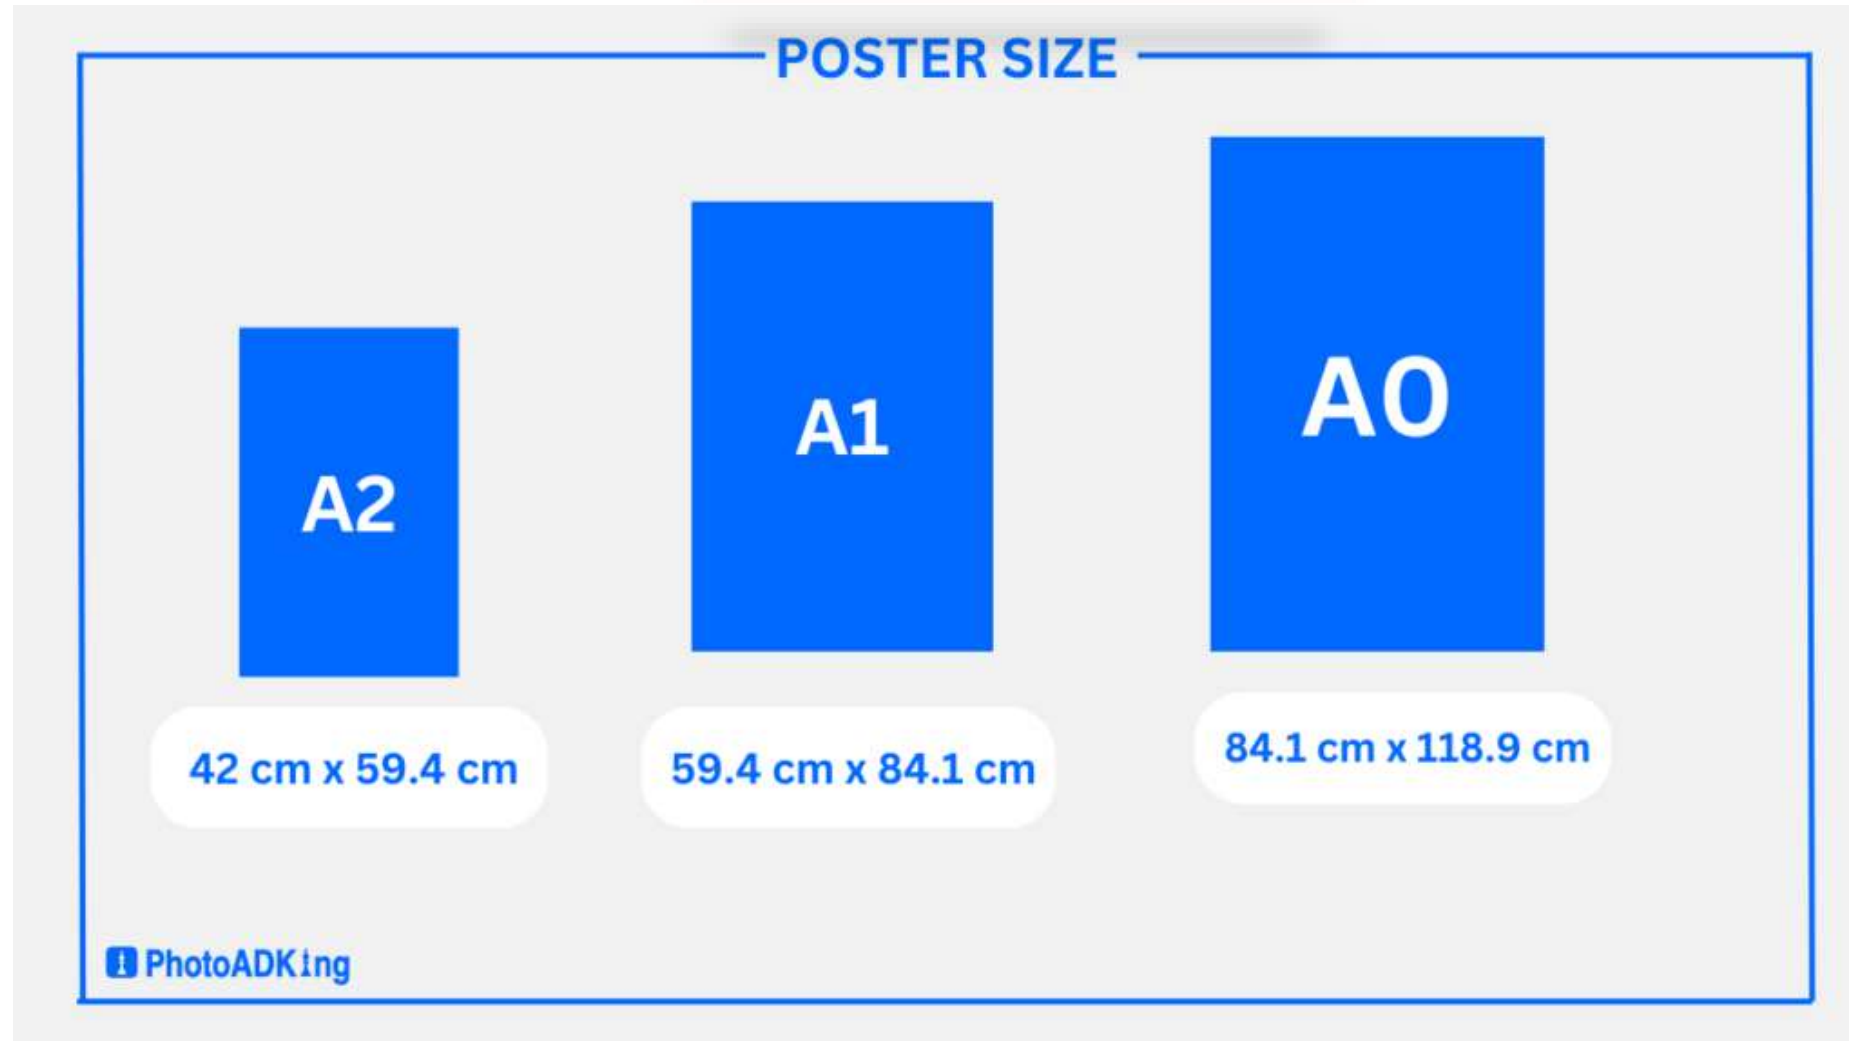 POSTER SIZE
A2
A1
A0
42 cm x 59.4 cm
59.4 cm x 84.1 cm
84.1 cm x 118.9 cm
PhotoADKing